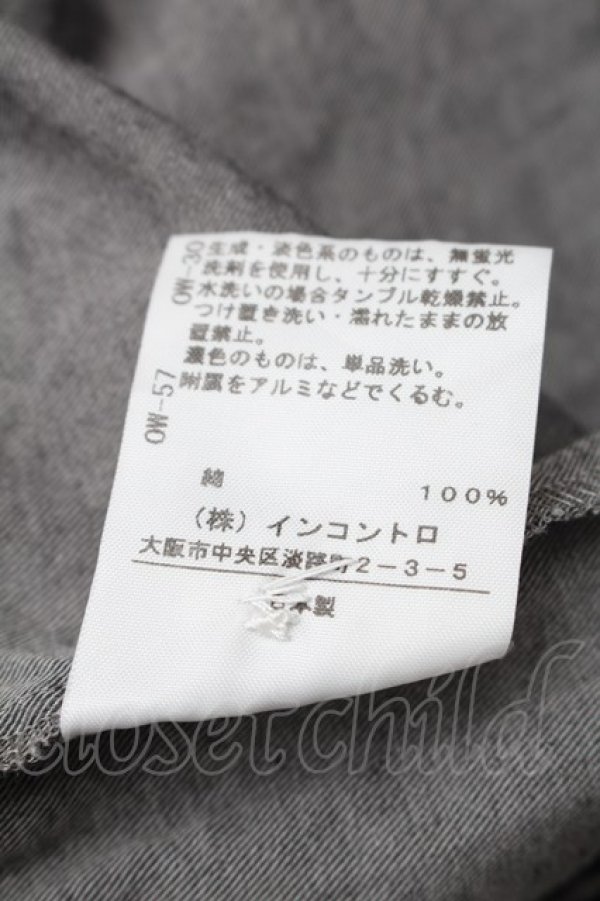 OW-30
OW-57
生成・淡色系のものは、無蛍光
洗剤を使用し、十分にすすぐ。
水洗いの場合タンブル乾燥禁止。
つけ置き洗い・濡れたままの放
置禁止。
濃色のものは、単品洗い。
附属をアルミなどでくるむ。
綿 100%
（株）インコントロ
大阪市中央区淡路町2-3-5
日本製
closetchild